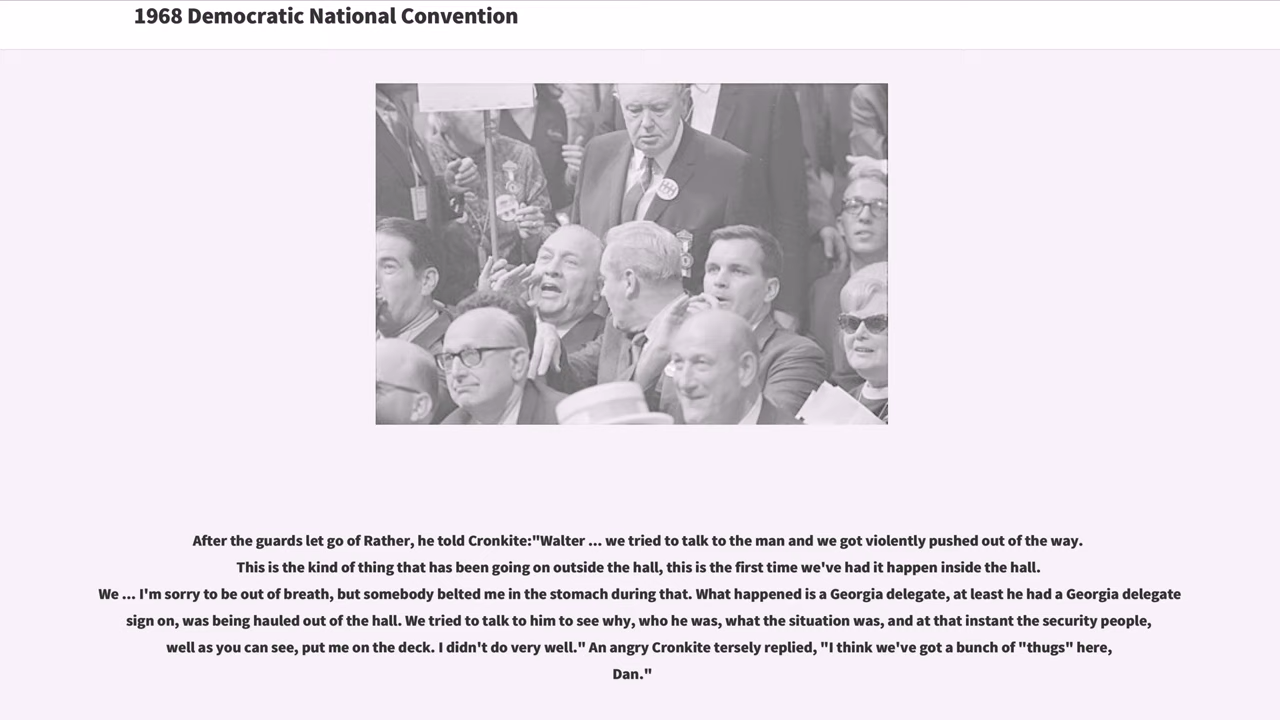 1968 Democratic National Convention
After the guards let go of Rather, he told Cronkite:"Walter ... we tried to talk to the man and we got violently pushed out of the way.
This is the kind of thing that has been going on outside the hall, this is the first time we've had it happen inside the hall.
We ... I'm sorry to be out of breath, but somebody belted me in the stomach during that. What happened is a Georgia delegate, at least he had a Georgia delegate
sign on, was being hauled out of the hall. We tried to talk to him to see why, who he was, what the situation was, and at that instant the security people,
well as you can see, put me on the deck. I didn't do very well." An angry Cronkite tersely replied, "I think we've got a bunch of "thugs" here,
Dan."